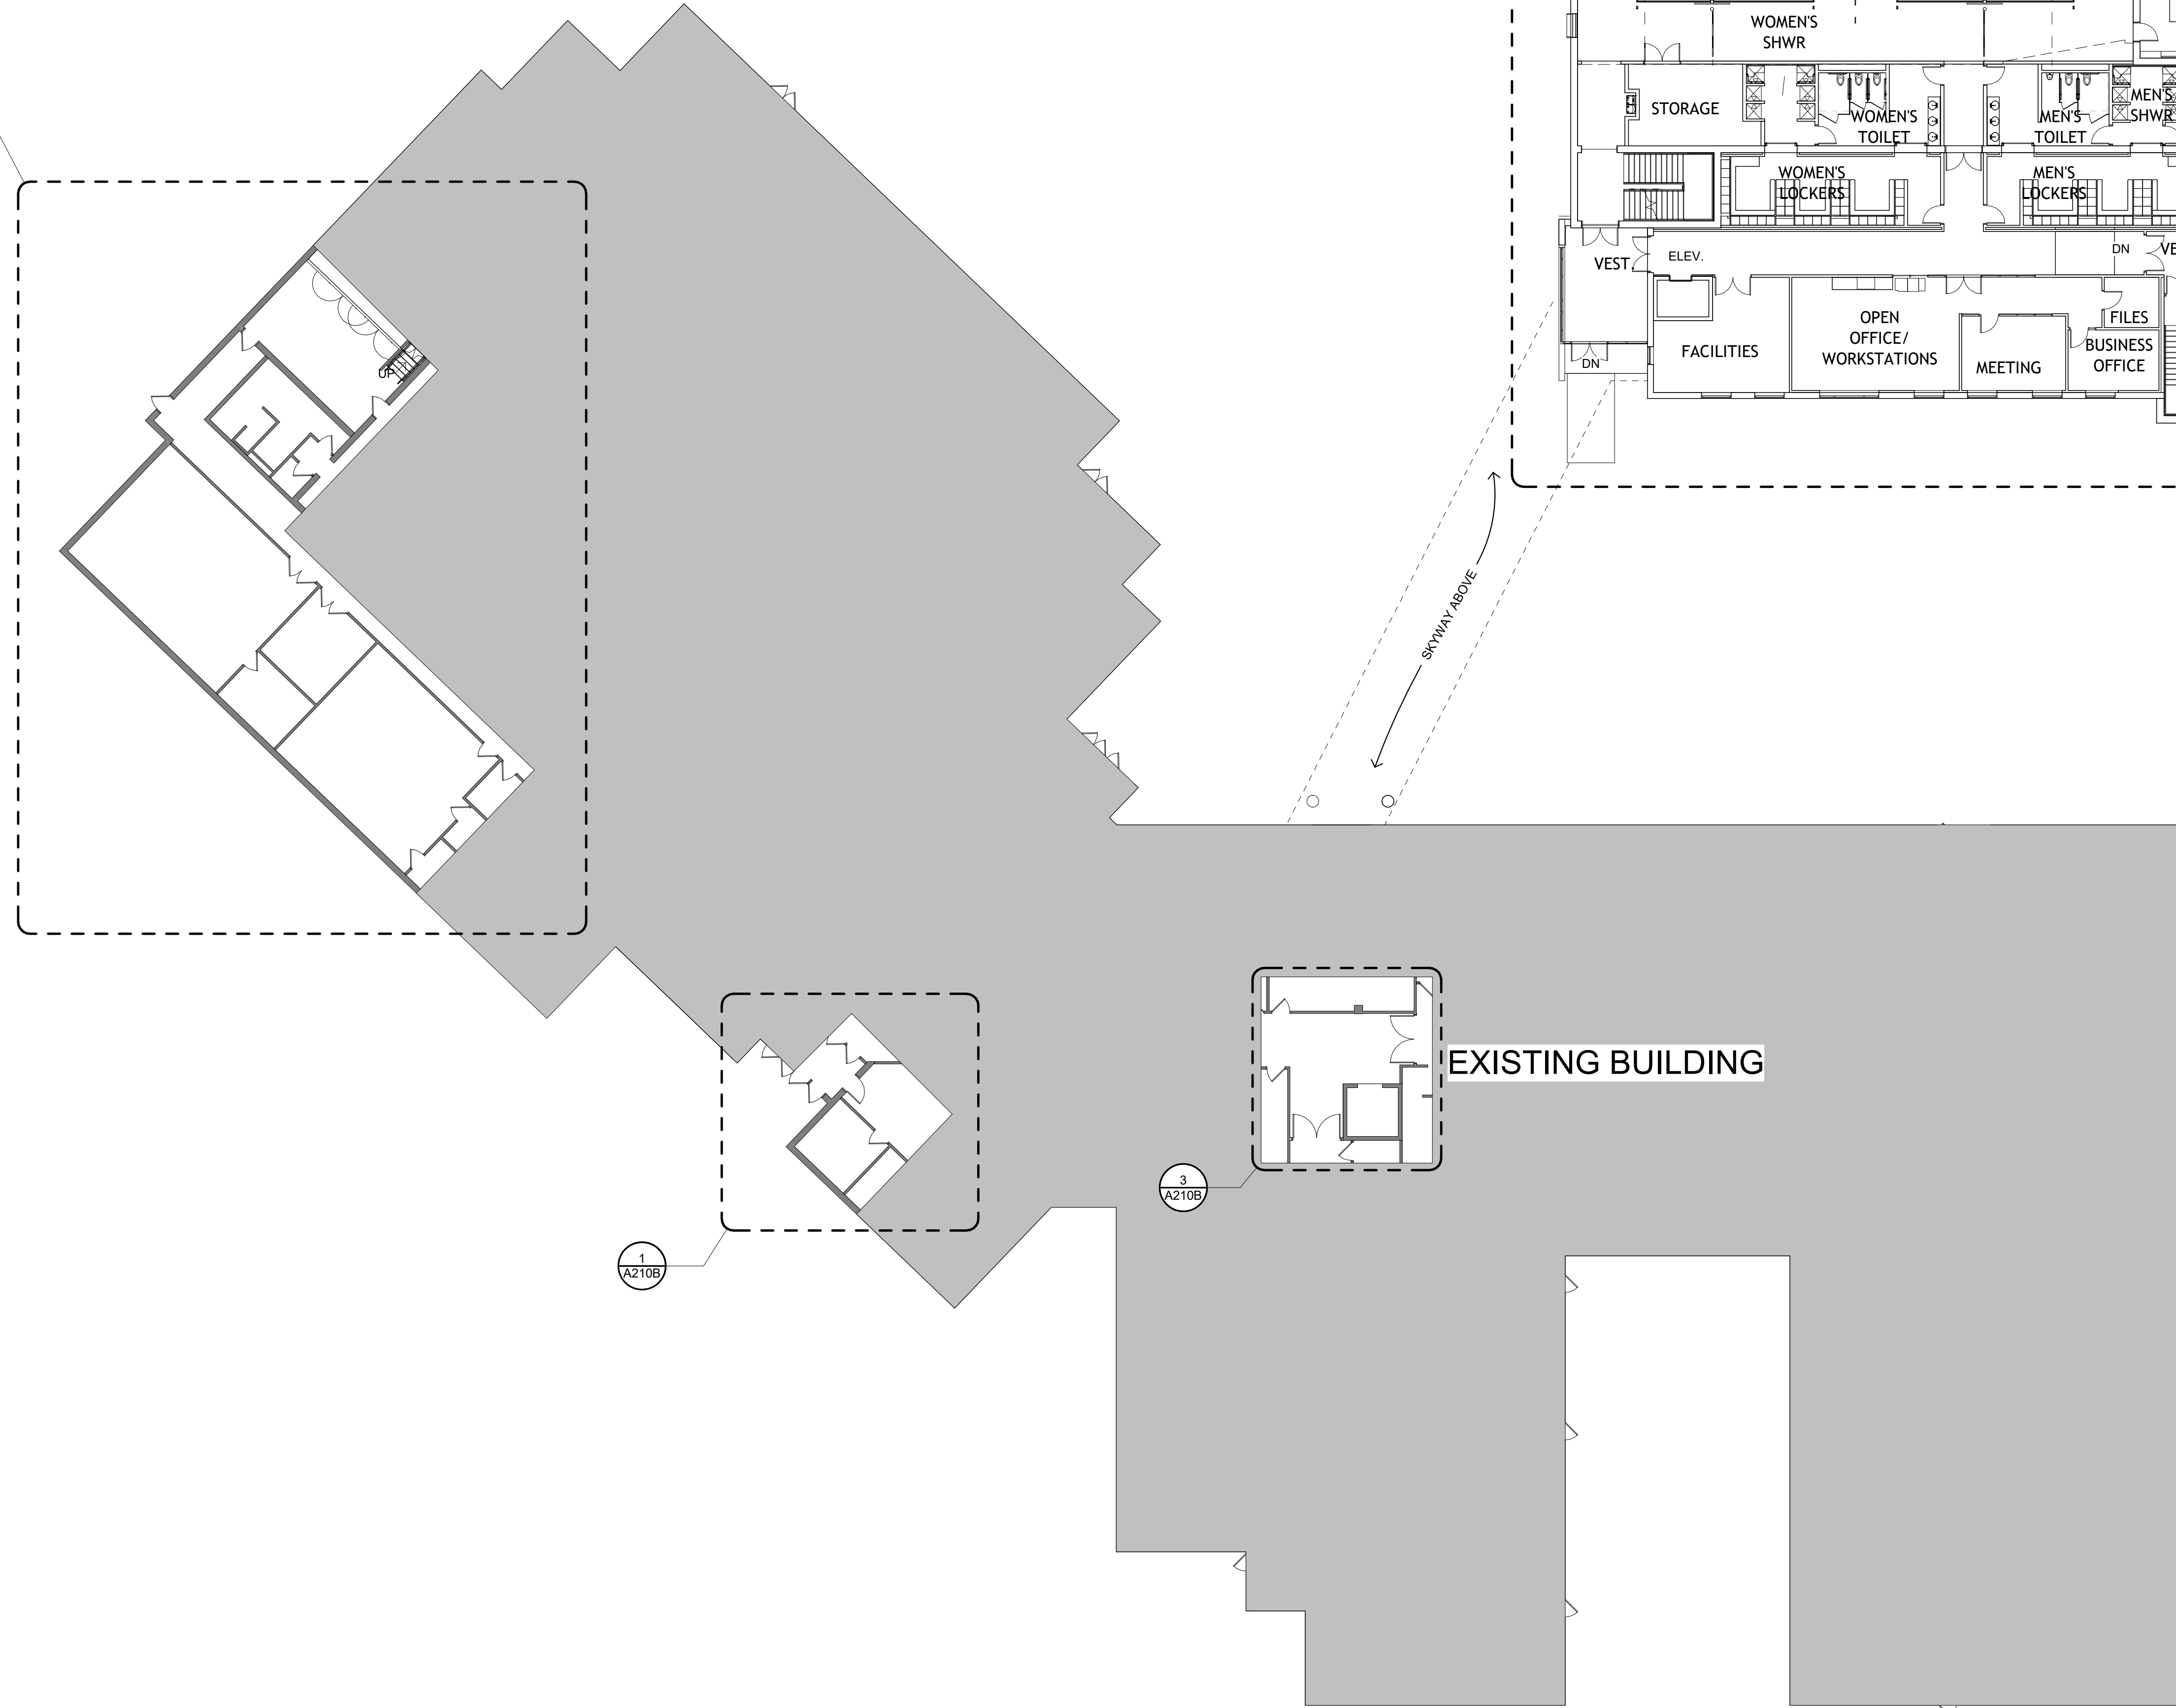 WOMEN'S
SHWR
STORAGE
WOMEN'S
TOILET
MEN'S
TOILET
MEN'S
SHWR
WOMEN'S
LOCKERS
MEN'S
LOCKERS
VEST
ELEV.
DN
FACILITIES
OPEN
OFFICE/
WORKSTATIONS
MEETING
FILES
BUSINESS
OFFICE
DN
UP
SKYWAY ABOVE
EXISTING BUILDING
3
A210B
1
A210B